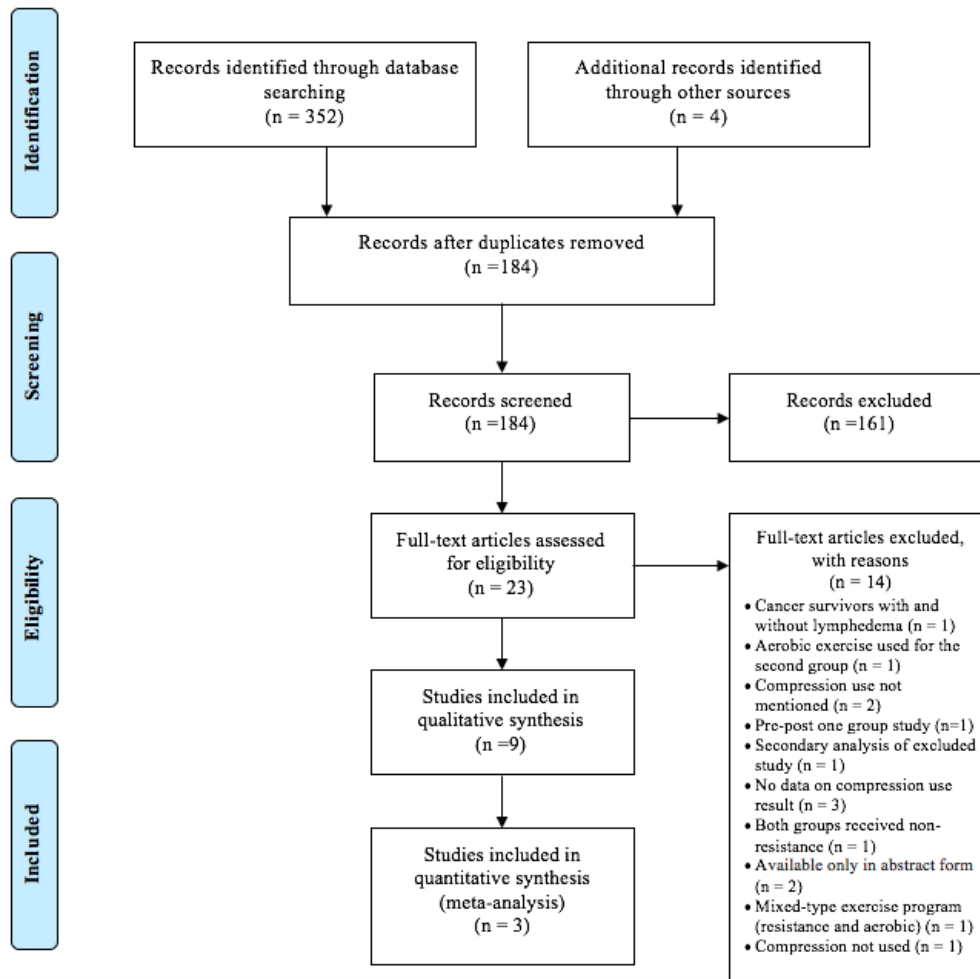 Identification
Records identified through database
searching
(n = 352)
Additional records identified
through other sources
(n = 4)
Records after duplicates removed
(n =184)
Screening
Records screened
(n =184)
Records excluded
(n =161)
Eligibility
Full-text articles assessed
for eligibility
(n = 23)
Full-text articles excluded,
with reasons
(n = 14)
• Cancer survivors with and
without lymphedema (n = 1)
• Aerobic exercise used for the
second group (n = 1)
• Compression use not
mentioned (n = 2)
• Pre-post one group study (n=1)
• Secondary analysis of excluded
study (n = 1)
• No data on compression use
result (n = 3)
• Both groups received non-
resistance (n = 1)
• Available only in abstract form
(n = 2)
• Mixed-type exercise program
(resistance and aerobic) (n = 1)
• Compression not used (n = 1)
Studies included in
qualitative synthesis
(n =9)
Included
Studies included in
quantitative synthesis
(meta-analysis)
(n = 3)